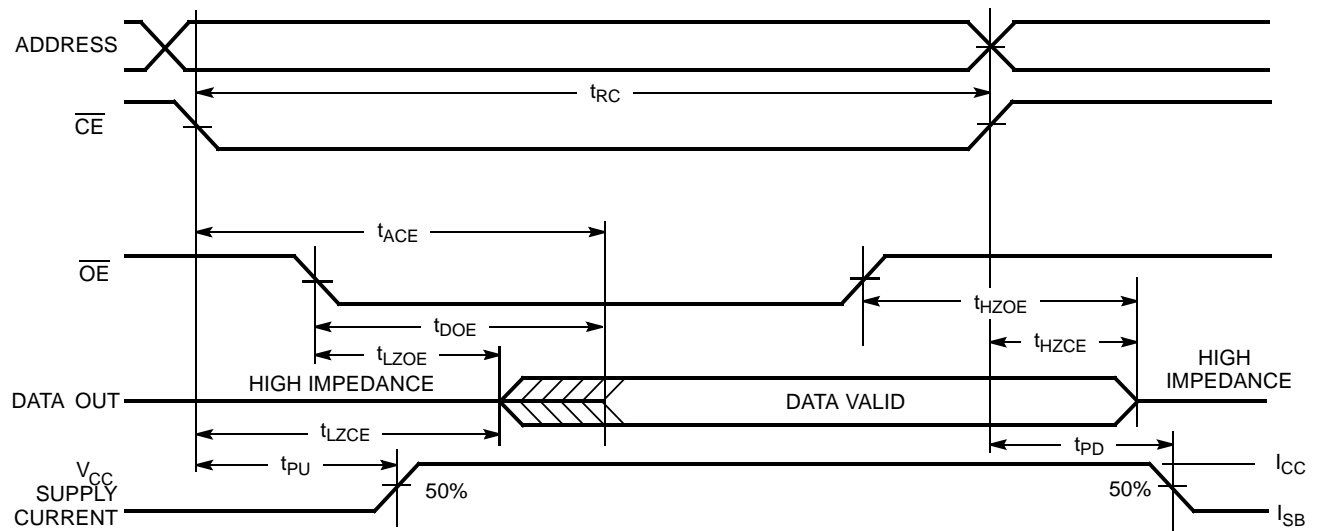 ADDRESS
tRC
CE
tACE
OE
tHZOE
tDOE
tHZCE
tLZOE
HIGH
IMPEDANCE
HIGH IMPEDANCE
DATA OUT
DATA VALID
tLZCE
tPD
tPU
VCC
SUPPLY
CURRENT
50%
50%
ICC
ISB